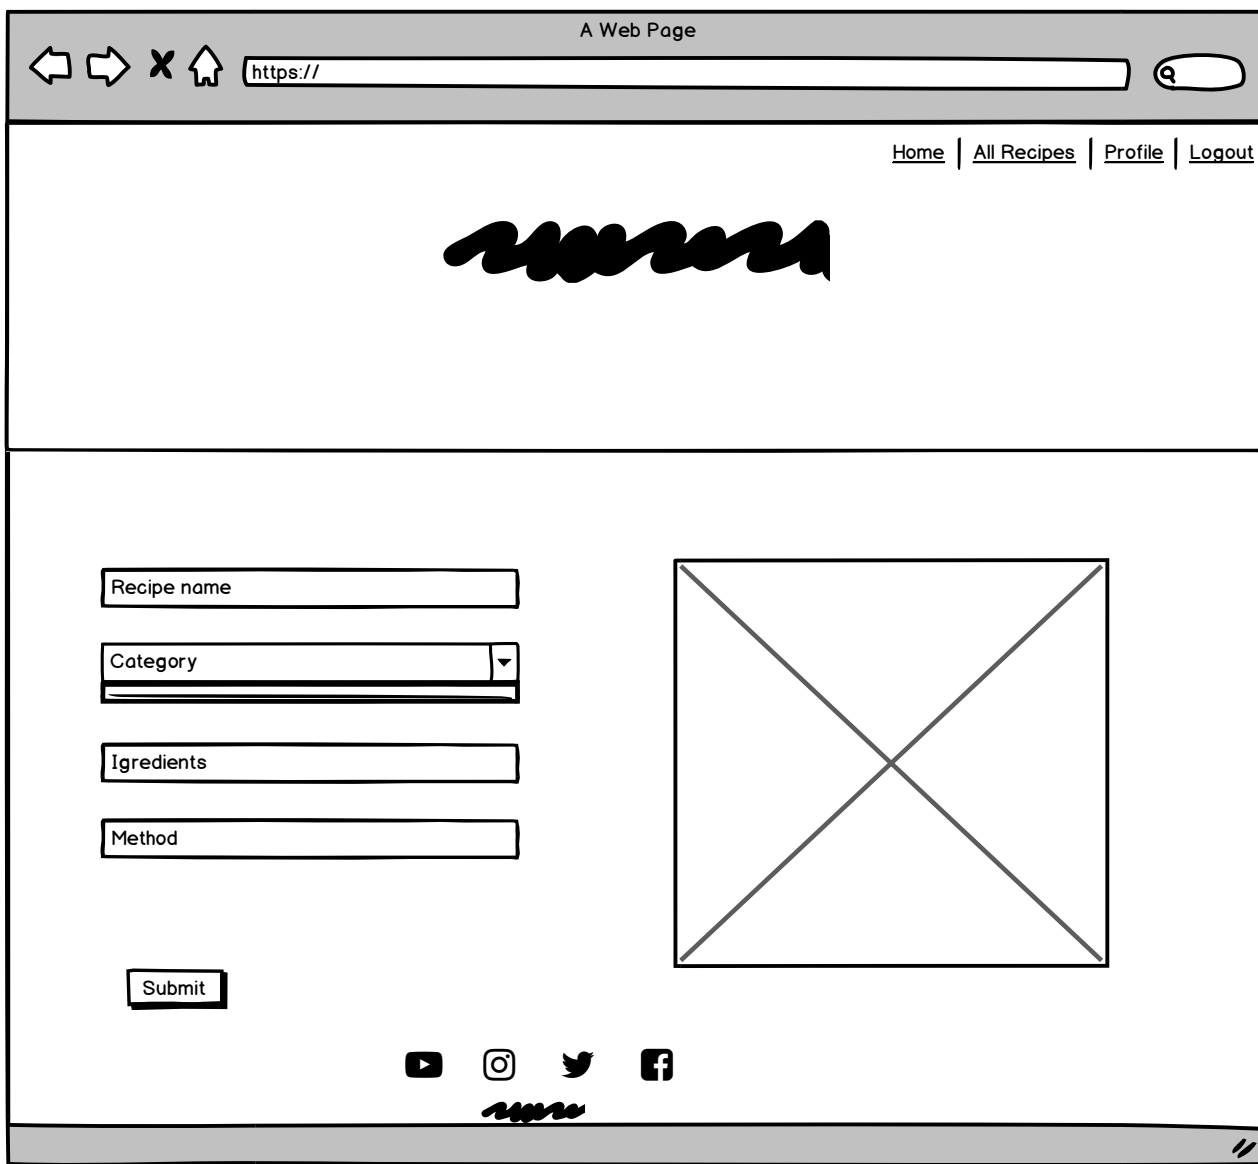 A Web Page
https://
Home All Recipes Profile Logout
Recipe name
Category
Igredients
Method
Submit